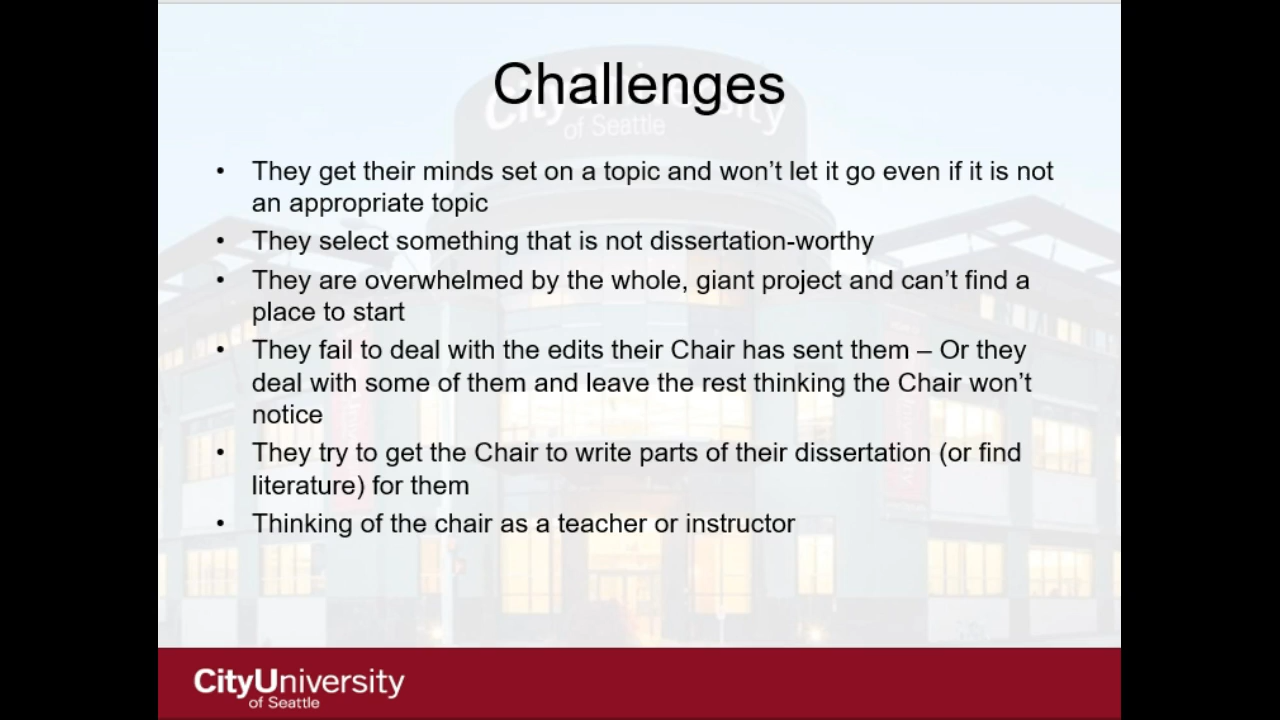 Challenges
• They get their minds set on a topic and won’t let it go even if it is not
an appropriate topic
• They select something that is not dissertation-worthy
• They are overwhelmed by the whole, giant project and can’t find a
place to start
• They fail to deal with the edits their Chair has sent them – Or they
deal with some of them and leave the rest thinking the Chair won’t
notice
• They try to get the Chair to write parts of their dissertation (or find
literature) for them
• Thinking of the chair as a teacher or instructor
City University
of Seattle
CityUniversity
of Seattle